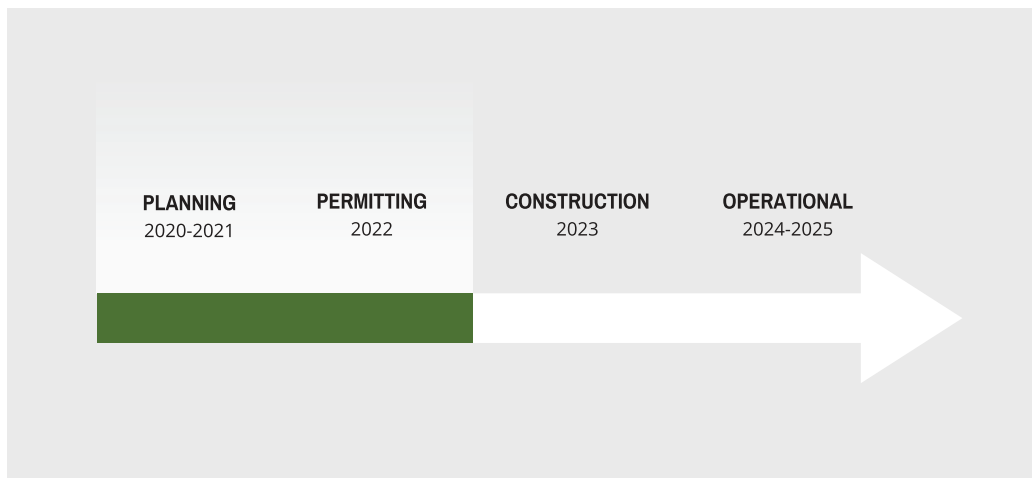 PLANNING
2020-2021
PERMITTING
2022
CONSTRUCTION
2023
OPERATIONAL
2024-2025